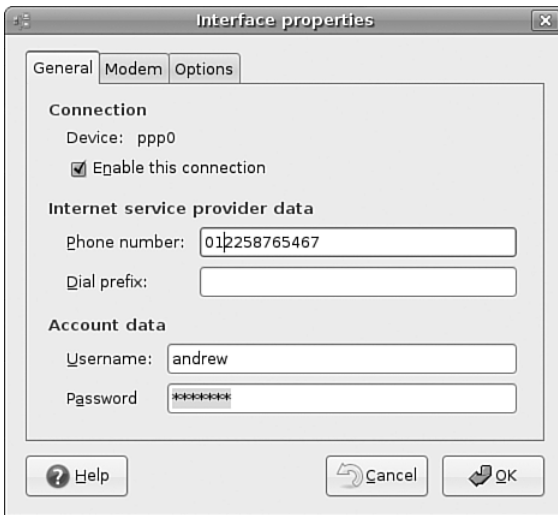 Interface properties
General Modem Options
Connection
Device: ppp0
Enable this connection
Internet service provider data
Phone number: 012258765467
Dial prefix:
Account data
Username: andrew
Password *******
Help Cancel OK